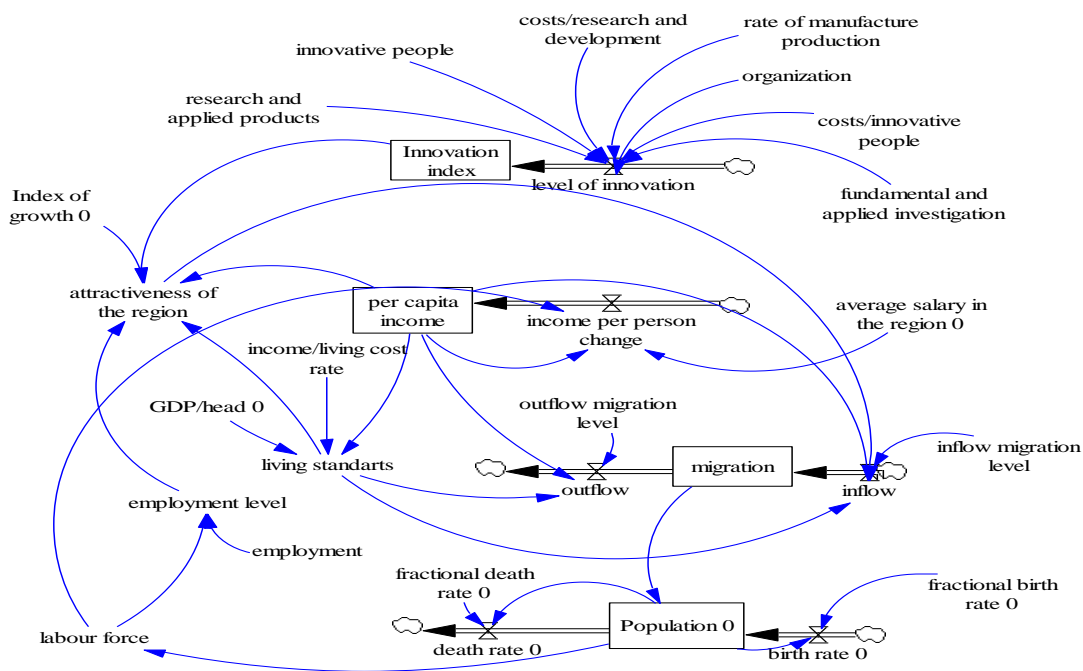 costs/research and
development
rate of manufacture
production
innovative people
organization
research and
applied products
costs/innovative
people
Innovation
index
level of innovation
fundamental and
applied investigation
Index of
growth 0
attractiveness of
the region
per capita
income
income per person
change
average salary in
the region 0
income/living cost
rate
GDP/head 0
outflow migration
level
inflow migration
level
living standarts
migration
outflow
inflow
employment level
employment
fractional death
rate 0
fractional birth
rate 0
labour force
Population 0
death rate 0
birth rate 0